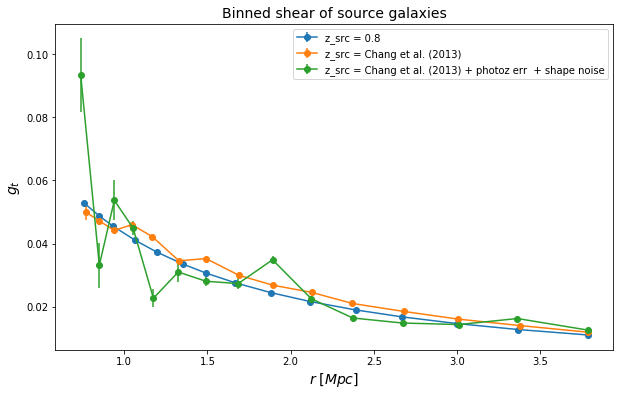 Binned shear of source galaxies
z_src = 0.8
z_src = Chang et al. (2013)
z_src = Chang et al. (2013) + photoz err  + shape noise
0.10
0.08
0.06
0.04
0.02
g_t
1.0 1.5 2.0 2.5 3.0 3.5
r [Mpc]